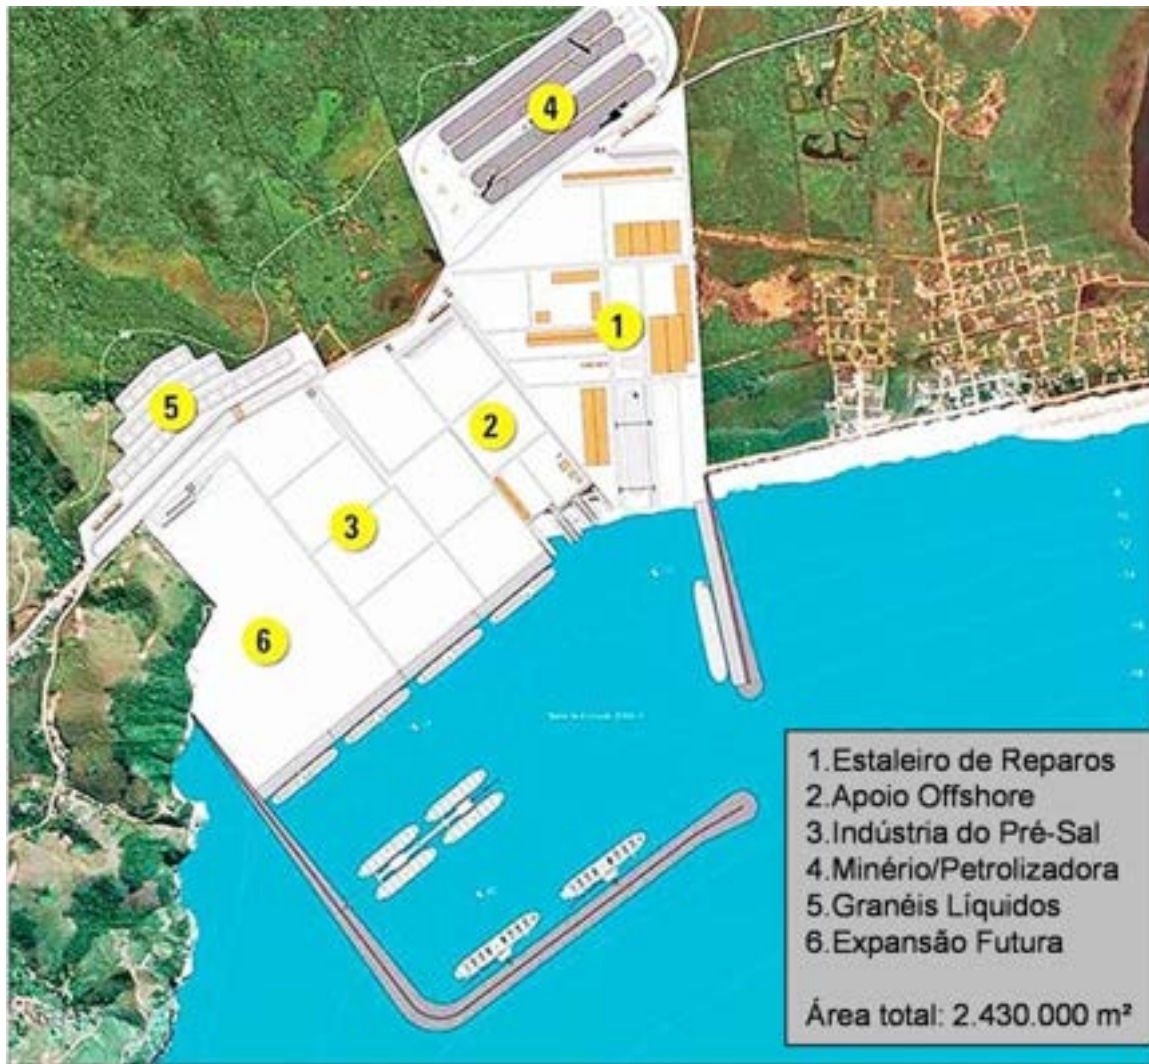 4
1
5
2
3
6
1.Estaleiro de Reparos
2.Apoio Offshore
3.Indústria do Pré-Sal
4.Minério/Petrolizadora
5.Granéis Líquidos
6.Expansão Futura
Área total: 2.430.000 m²